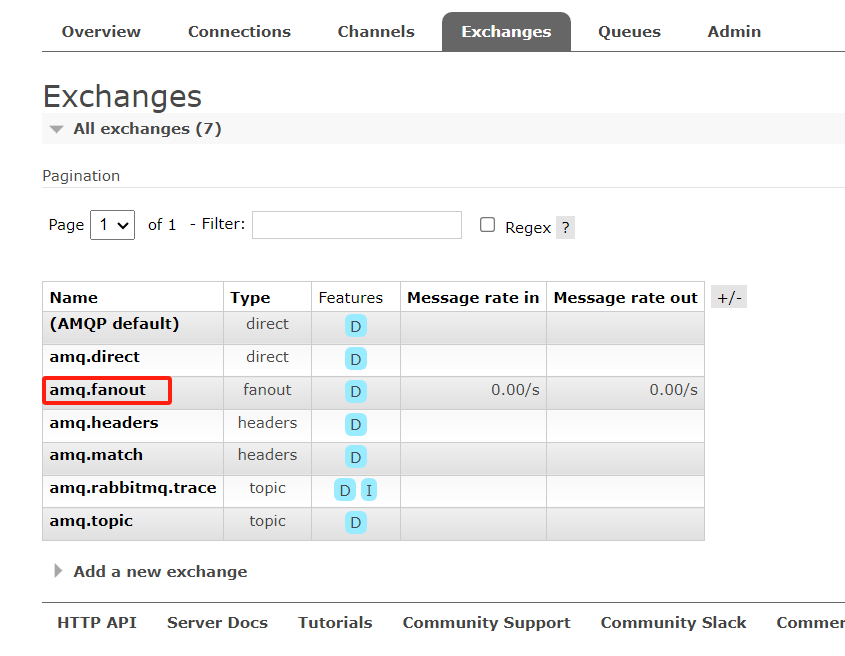 Overview Connections Channels Exchanges Queues Admin
Exchanges
All exchanges (7)
Pagination
Page 1 of 1 - Filter: Regex ?
Name Type Features Message rate in Message rate out +/-
(AMQP default) direct D
amq.direct direct D
amq.fanout fanout D 0.00/s 0.00/s
amq.headers headers D
amq.match headers D
amq.rabbitmq.trace topic D I
amq.topic topic D
Add a new exchange
HTTP API Server Docs Tutorials Community Support Community Slack Commer